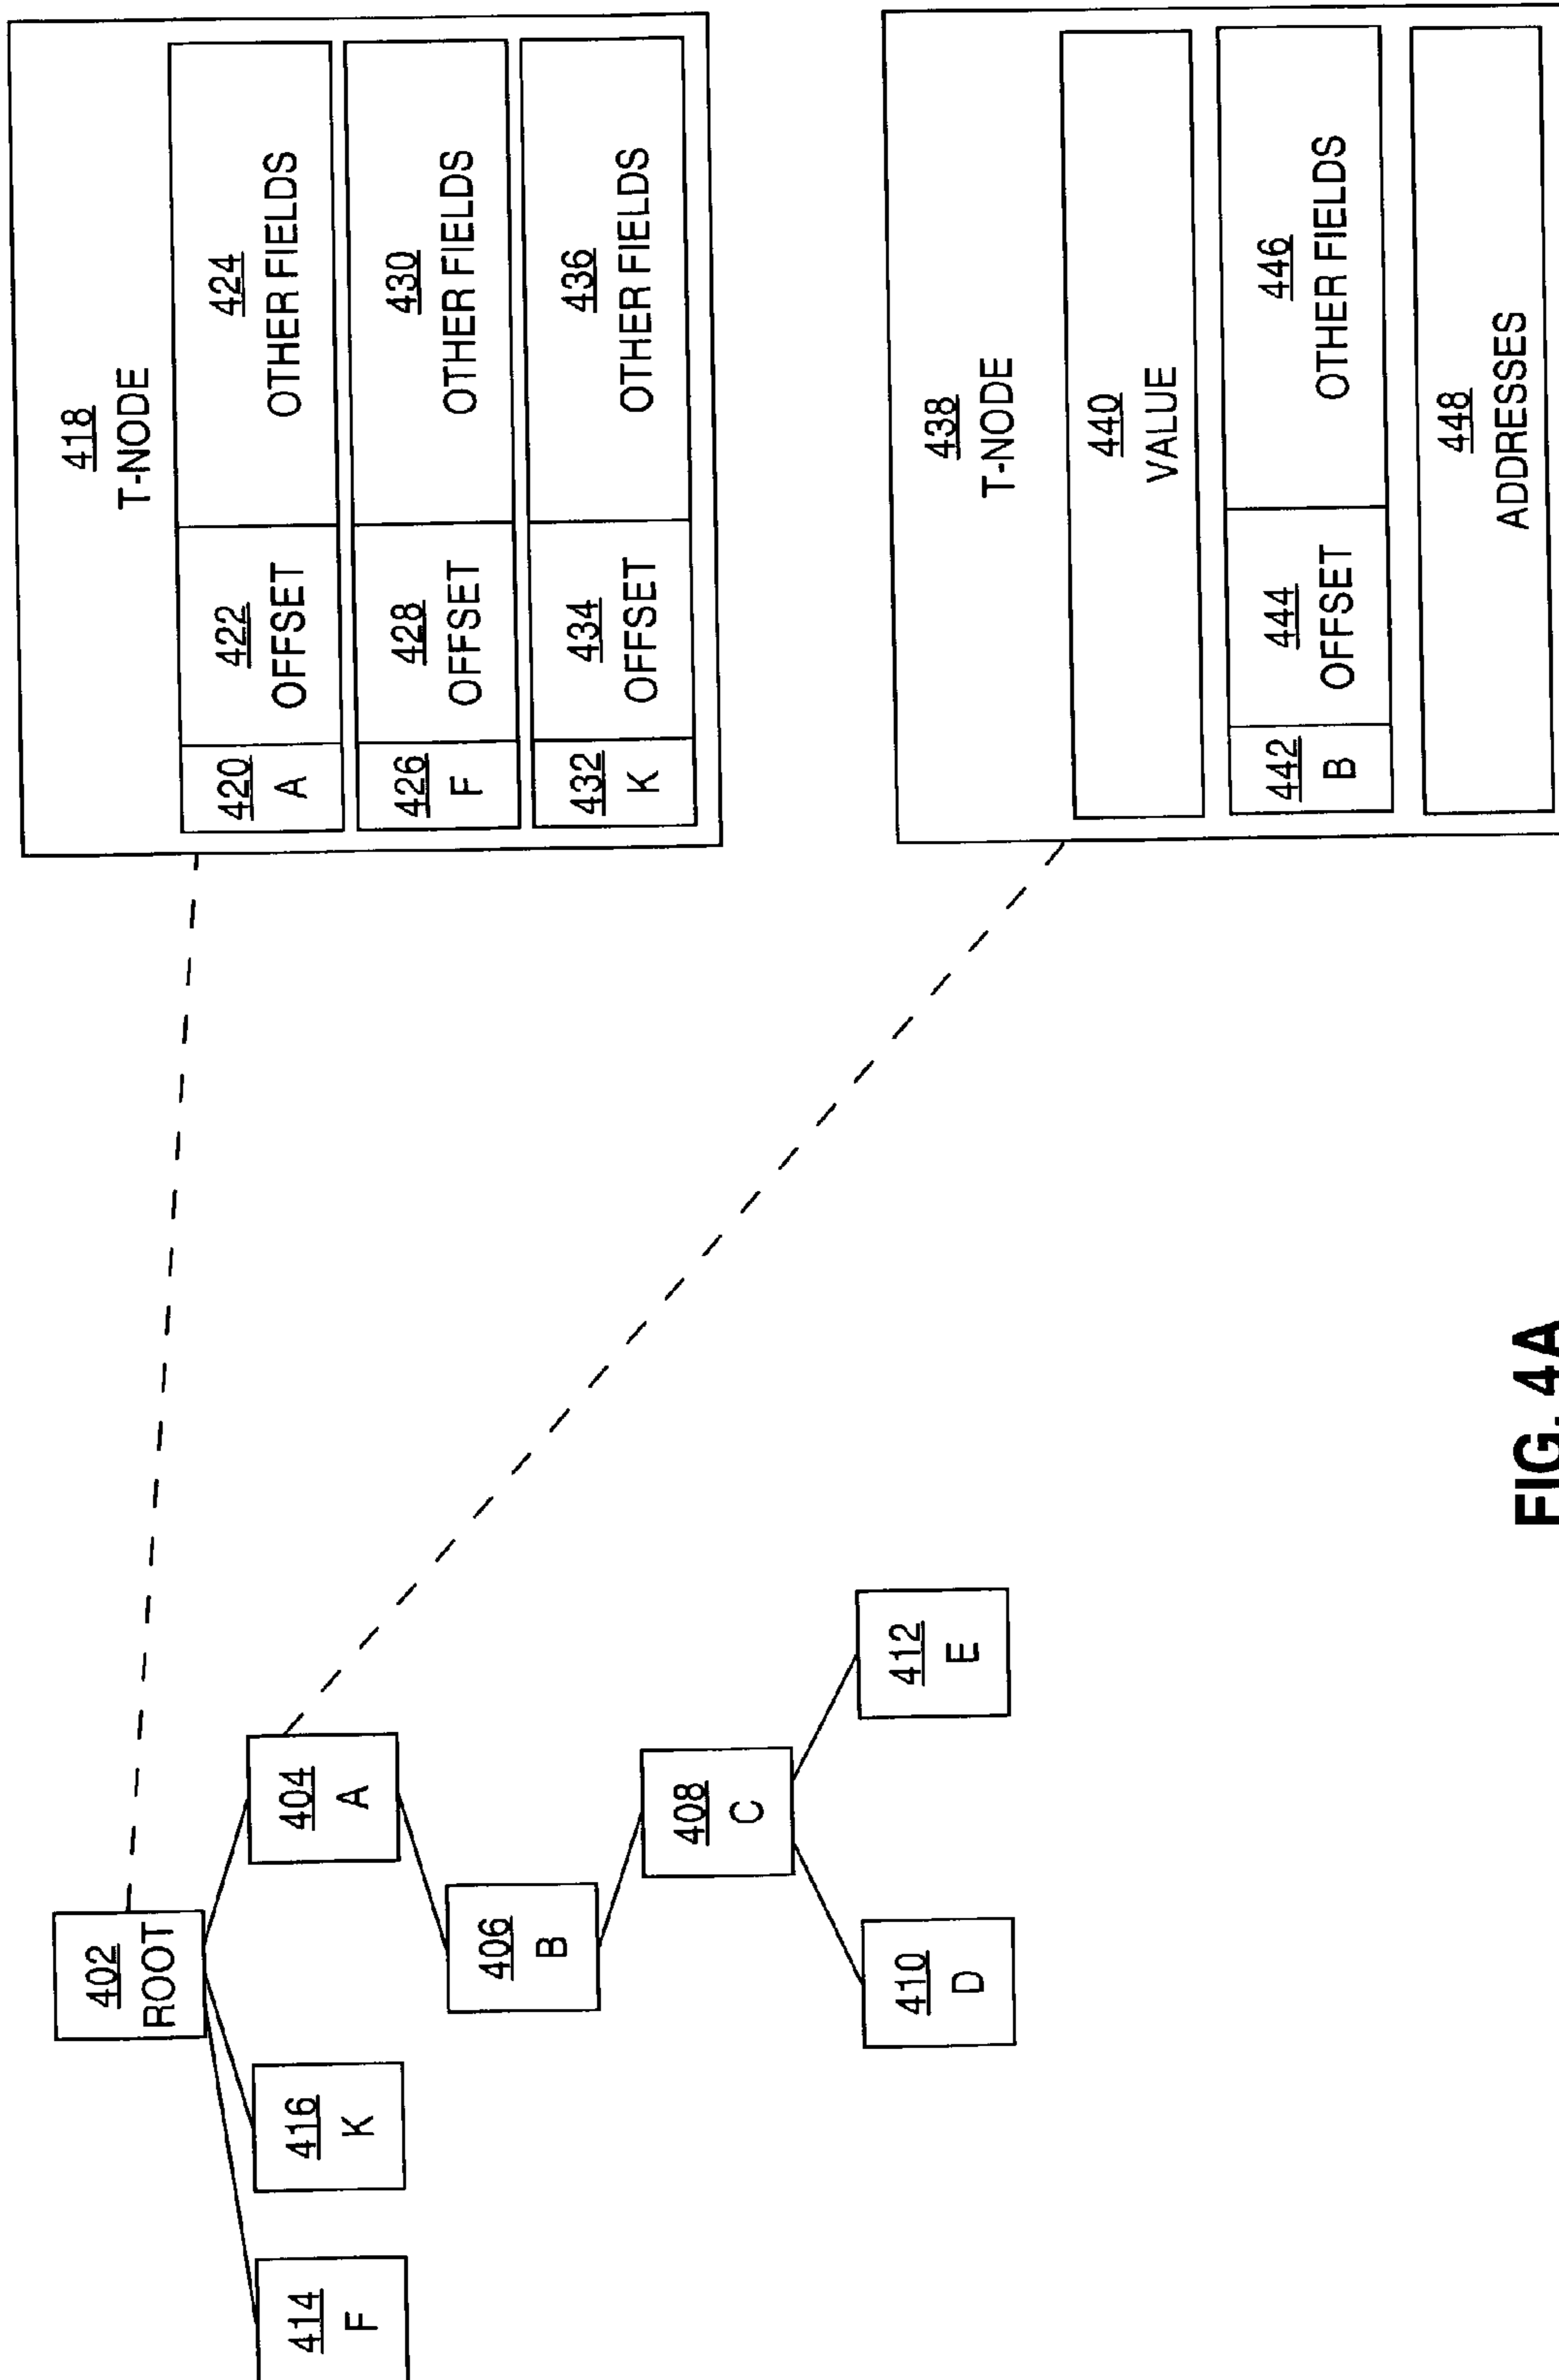 402
ROOT
414
F
416
K
404
A
406
B
408
C
410
D
412
E
418
T-NODE
420
A
422
OFFSET
424
OTHER FIELDS
426
F
428
OFFSET
430
OTHER FIELDS
432
K
434
OFFSET
436
OTHER FIELDS
438
T-NODE
440
VALUE
442
B
444
OFFSET
446
OTHER FIELDS
448
ADDRESSES
FIG. 4A